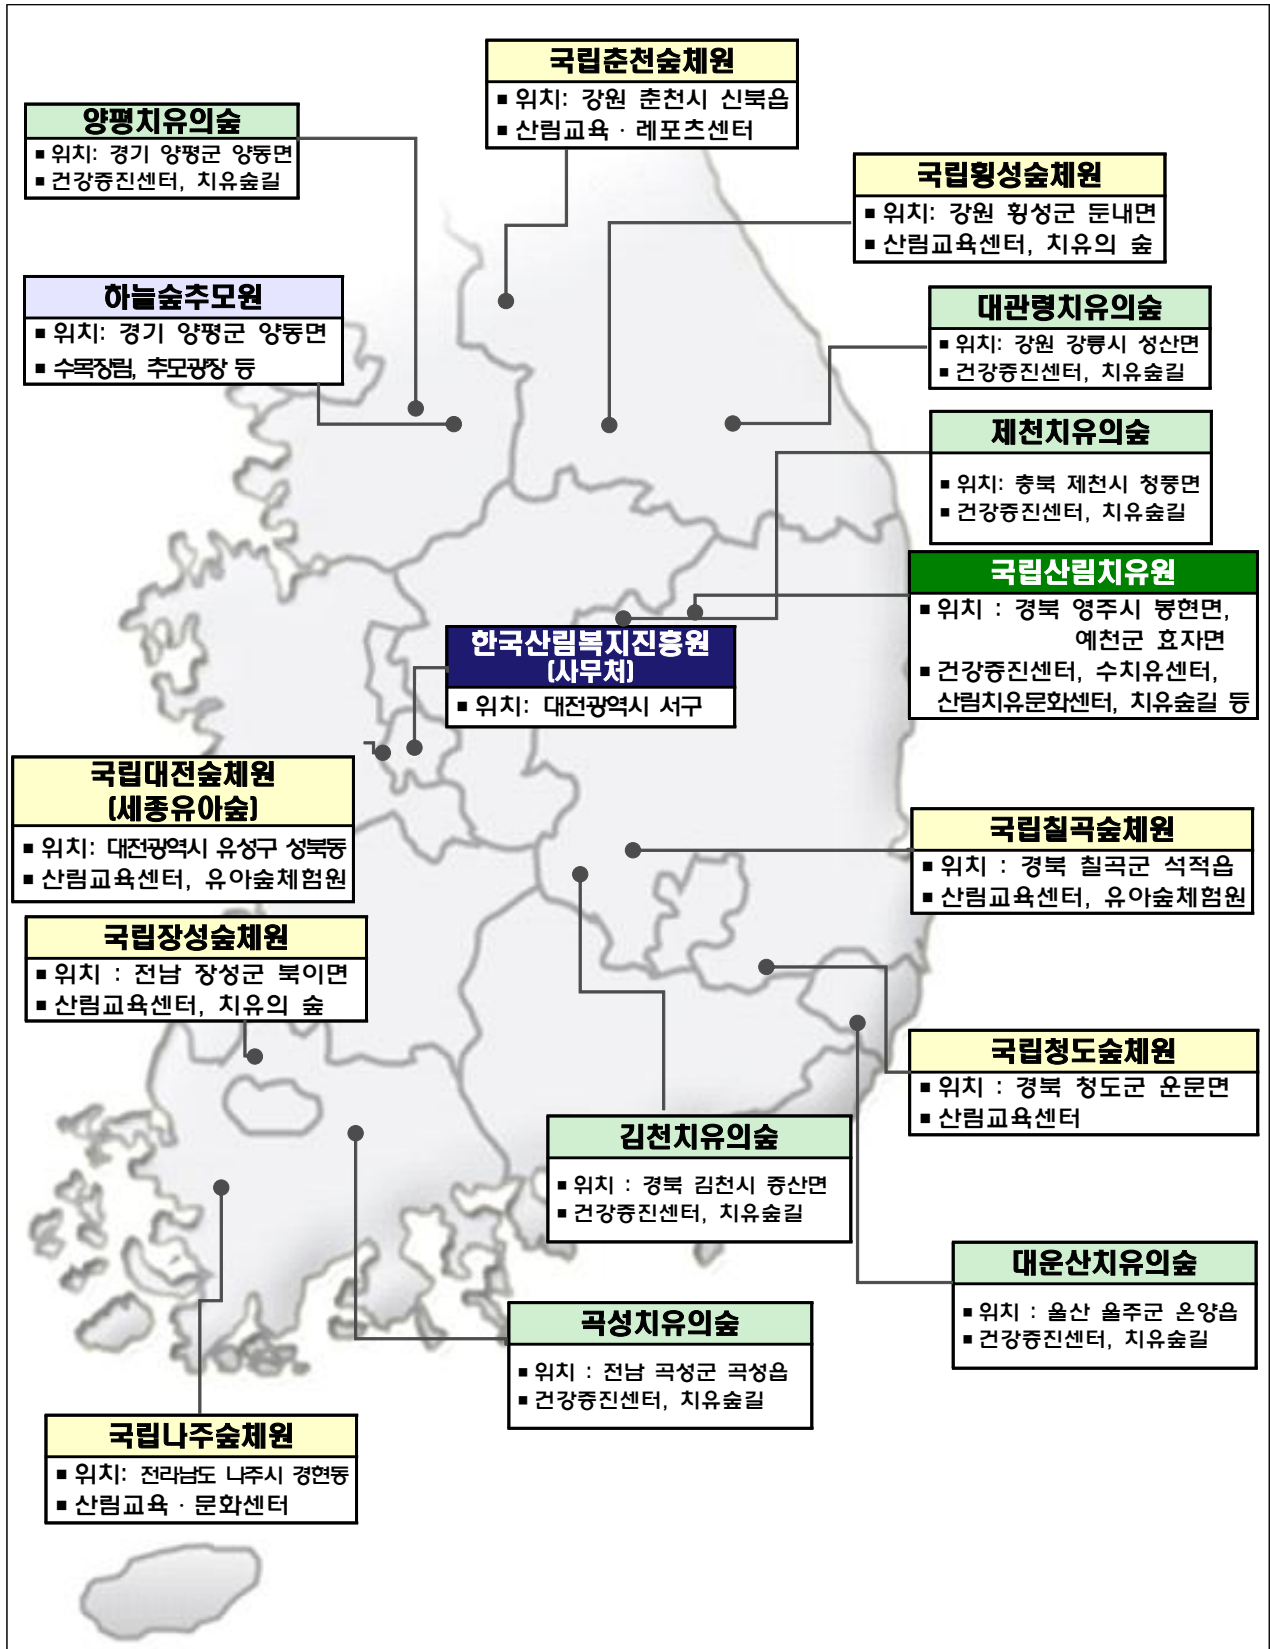 국립춘천숲체원
▪ 위치: 강원 춘천시 신북읍
▪ 산림교육 · 레포츠센터
양평치유의숲
▪ 위치: 경기 양평군 양동면
▪ 건강증진센터, 치유숲길
국립횡성숲체원
▪ 위치: 강원 횡성군 둔내면
▪ 산림교육센터, 치유의 숲
하늘숲추모원
▪ 위치: 경기 양평군 양동면
▪ 수목장림, 추모광장 등
대관령치유의숲
▪ 위치: 강원 강릉시 성산면
▪ 건강증진센터, 치유숲길
제천치유의숲
▪ 위치: 충북 제천시 청풍면
▪ 건강증진센터, 치유숲길
국립산림치유원
▪ 위치 : 경북 영주시 봉현면,
예천군 효자면
▪ 건강증진센터, 수치유센터,
산림치유문화센터, 치유숲길 등
한국산림복지진흥원
(사무처)
▪ 위치: 대전광역시 서구
국립대전숲체원
(세종유아숲)
▪ 위치: 대전광역시 유성구 성북동
▪ 산림교육센터, 유아숲체험원
국립칠곡숲체원
▪ 위치 : 경북 칠곡군 석적읍
▪ 산림교육센터, 유아숲체험원
국립장성숲체원
▪ 위치 : 전남 장성군 북이면
▪ 산림교육센터, 치유의 숲
국립청도숲체원
▪ 위치 : 경북 청도군 운문면
▪ 산림교육센터
김천치유의숲
▪ 위치 : 경북 김천시 증산면
▪ 건강증진센터, 치유숲길
대운산치유의숲
▪ 위치 : 울산 울주군 온양읍
▪ 건강증진센터, 치유숲길
곡성치유의숲
▪ 위치 : 전남 곡성군 곡성읍
▪ 건강증진센터, 치유숲길
국립나주숲체원
▪ 위치: 전라남도 나주시 경현동
▪ 산림교육 · 문화센터